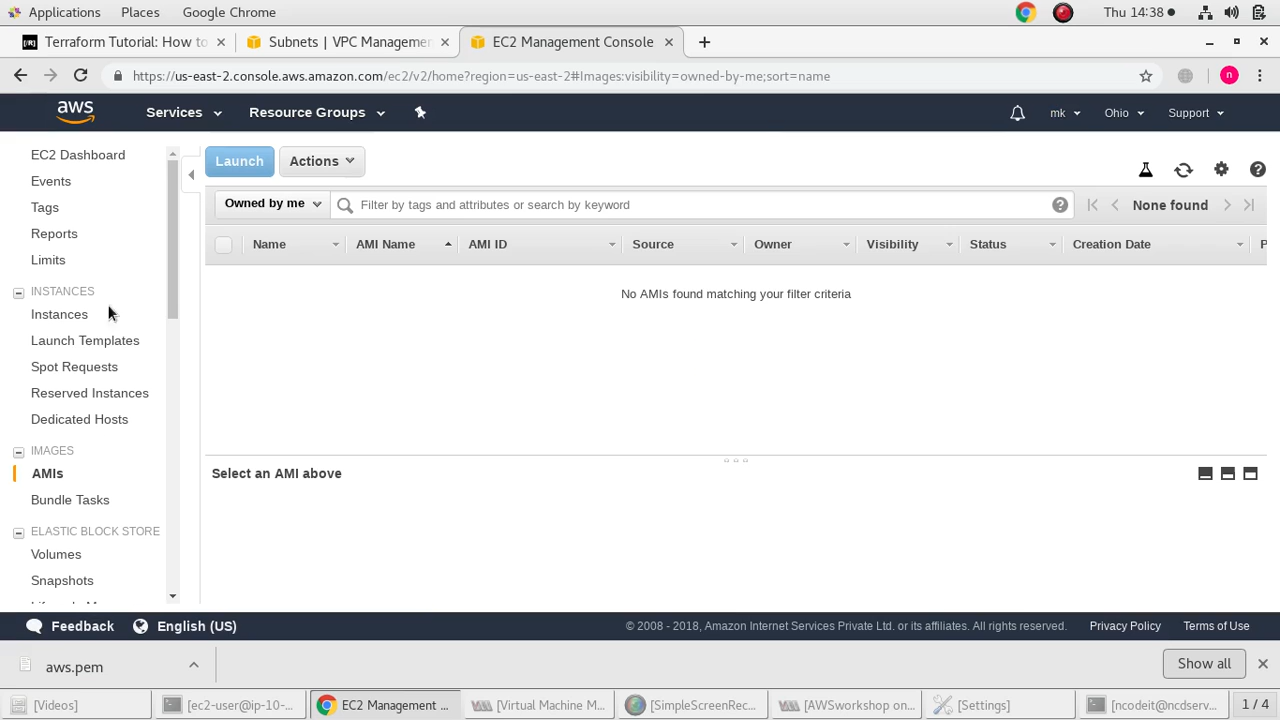 Applications Places Google Chrome Thu 14:38
Terraform Tutorial: How to Subnets | VPC Managemen EC2 Management Console
https://us-east-2.console.aws.amazon.com/ec2/v2/home?region=us-east-2#Images:visibility=owned-by-me;sort=name n
aws Services Resource Groups mk Ohio Support
EC2 Dashboard
Events
Tags
Reports
Limits
INSTANCES
Instances
Launch Templates
Spot Requests
Reserved Instances
Dedicated Hosts
IMAGES
AMIs
Bundle Tasks
ELASTIC BLOCK STORE
Volumes
Snapshots
Launch Actions
Owned by me Filter by tags and attributes or search by keyword None found
Name AMI Name AMI ID Source Owner Visibility Status Creation Date P
No AMIs found matching your filter criteria
Select an AMI above
Feedback English (US) © 2008 - 2018, Amazon Internet Services Private Ltd. or its affiliates. All rights reserved. Privacy Policy Terms of Use
aws.pem Show all
[Videos] [ec2-user@ip-10-... EC2 Management ... [Virtual Machine M... [SimpleScreenRec... [AWSworkshop on... [Settings] [ncodeit@ncdserv... 1 / 4